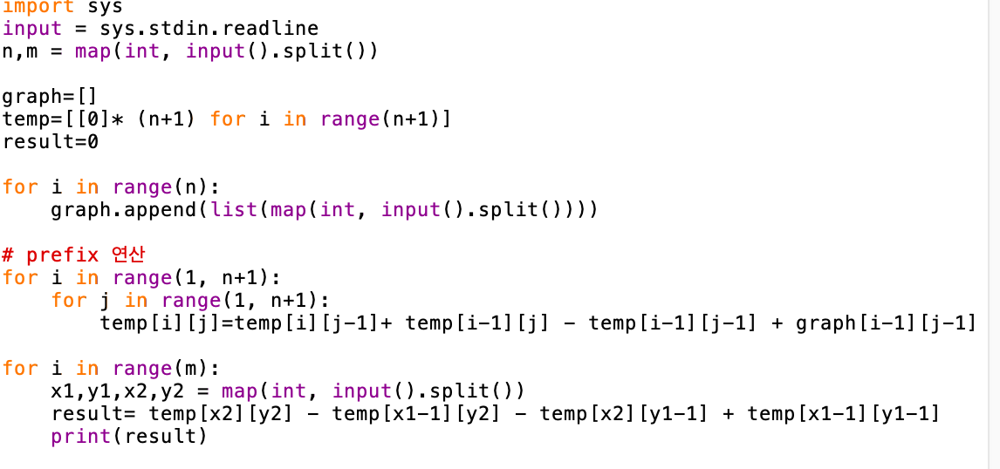 import sys
input = sys.stdin.readline
n,m = map(int, input().split())
graph=[]
temp=[[0]* (n+1) for i in range(n+1)]
result=0
for i in range(n):
    graph.append(list(map(int, input().split())))
# prefix 연산
for i in range(1, n+1):
    for j in range(1, n+1):
        temp[i][j]=temp[i][j-1]+ temp[i-1][j] - temp[i-1][j-1] + graph[i-1][j-1]
for i in range(m):
    x1,y1,x2,y2 = map(int, input().split())
    result= temp[x2][y2] - temp[x1-1][y2] - temp[x2][y1-1] + temp[x1-1][y1-1]
    print(result)